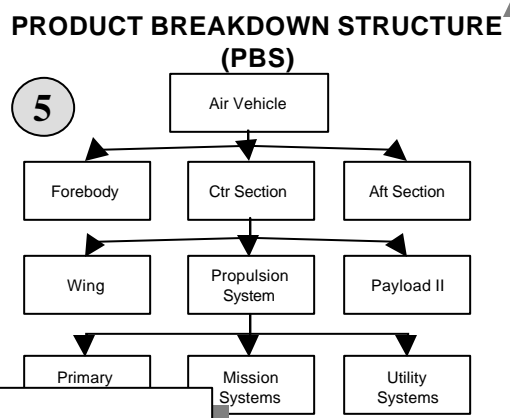 PRODUCT BREAKDOWN STRUCTURE
(PBS)
5
Air Vehicle
Forebody
Ctr Section
Aft Section
Wing
Propulsion
System
Payload II
Primary
Mission
Systems
Utility
Systems